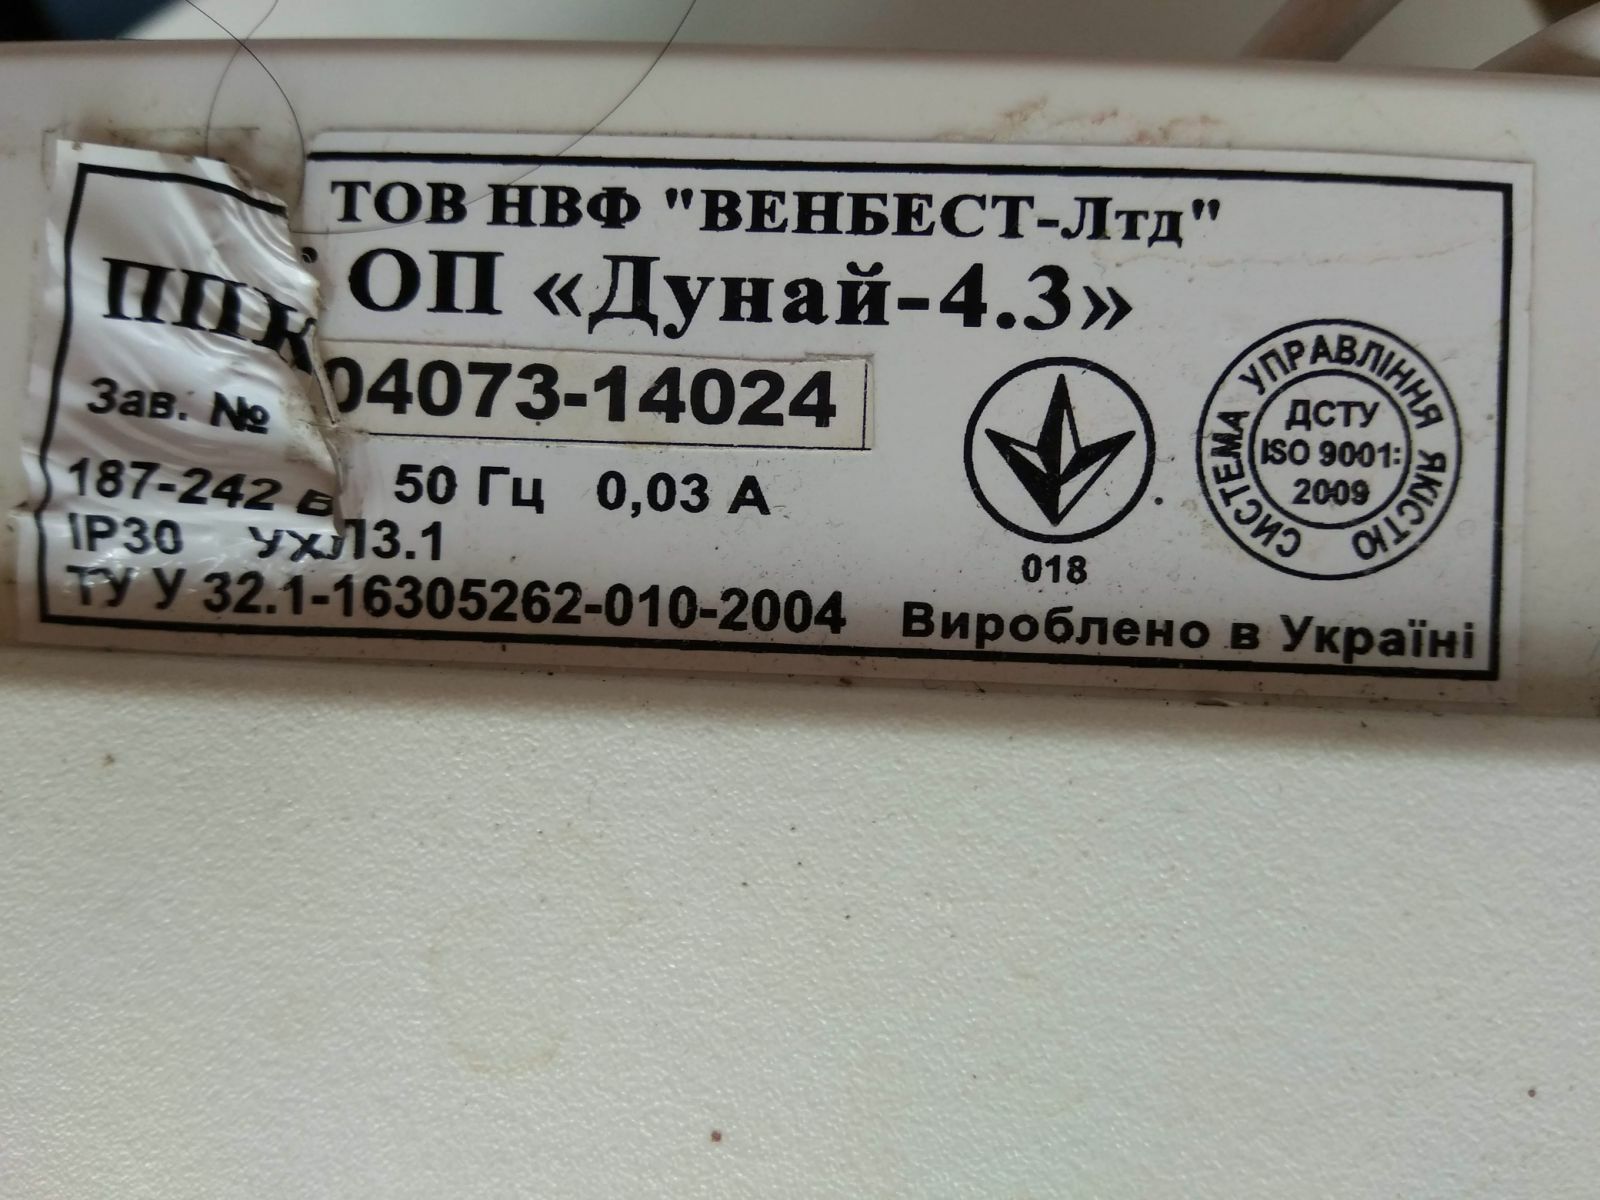 ТОВ НВФ "ВЕНБЕСТ-Лтд"
ППК ОП «Дунай-4.3»
Зав. № 04073-14024
187-242 В 50 Гц 0,03 А
ІР30 УХЛ3.1
ТУ У 32.1-16305262-010-2004
018
СИСТЕМА УПРАВЛІННЯ ЯКІСТЮ
ДСТУ
ISO 9001:
2009
Вироблено в Україні